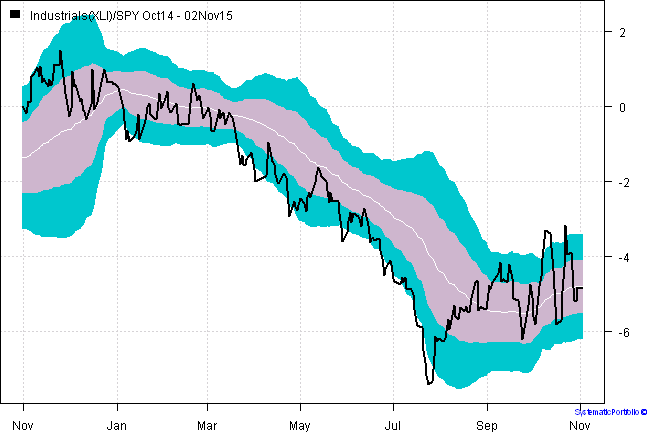 Industrials(XLI)/SPY Oct14 - 02Nov15
2
0
-2
-4
-6
SystematicPortfolio ©
Nov Jan Mar May Jul Sep Nov